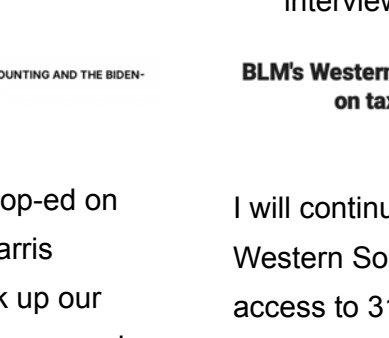 interview
OUNTING AND THE BIDEN-
op-ed on
arris
k up our
BLM's Western
on tax
I will continu
Western So
access to 31